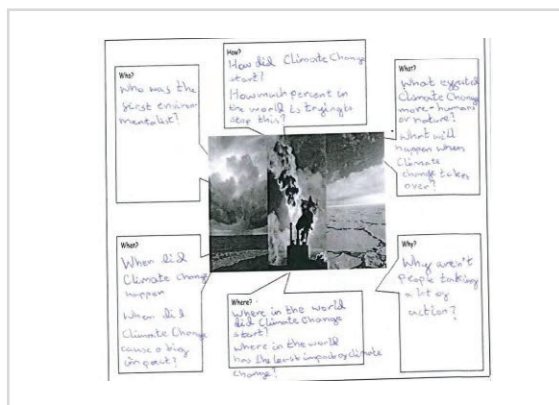 Who?
Who was the
first environ
mentalist?
How?
How did Climate Change
start?
How much percent in
the world is trying to
stop this?
What?
What effected
Climate Change
more - humans
or nature?
What will
happen when
Climate
change takes
over?
When?
When did
Climate Change
happen
When did
Climate Change
cause a big
impact?
Where?
Where in the world
did Climate Change
start?
Where in the world
has the least impact by climate
change?
Why?
Why aren't
people taking
a lot of
action?